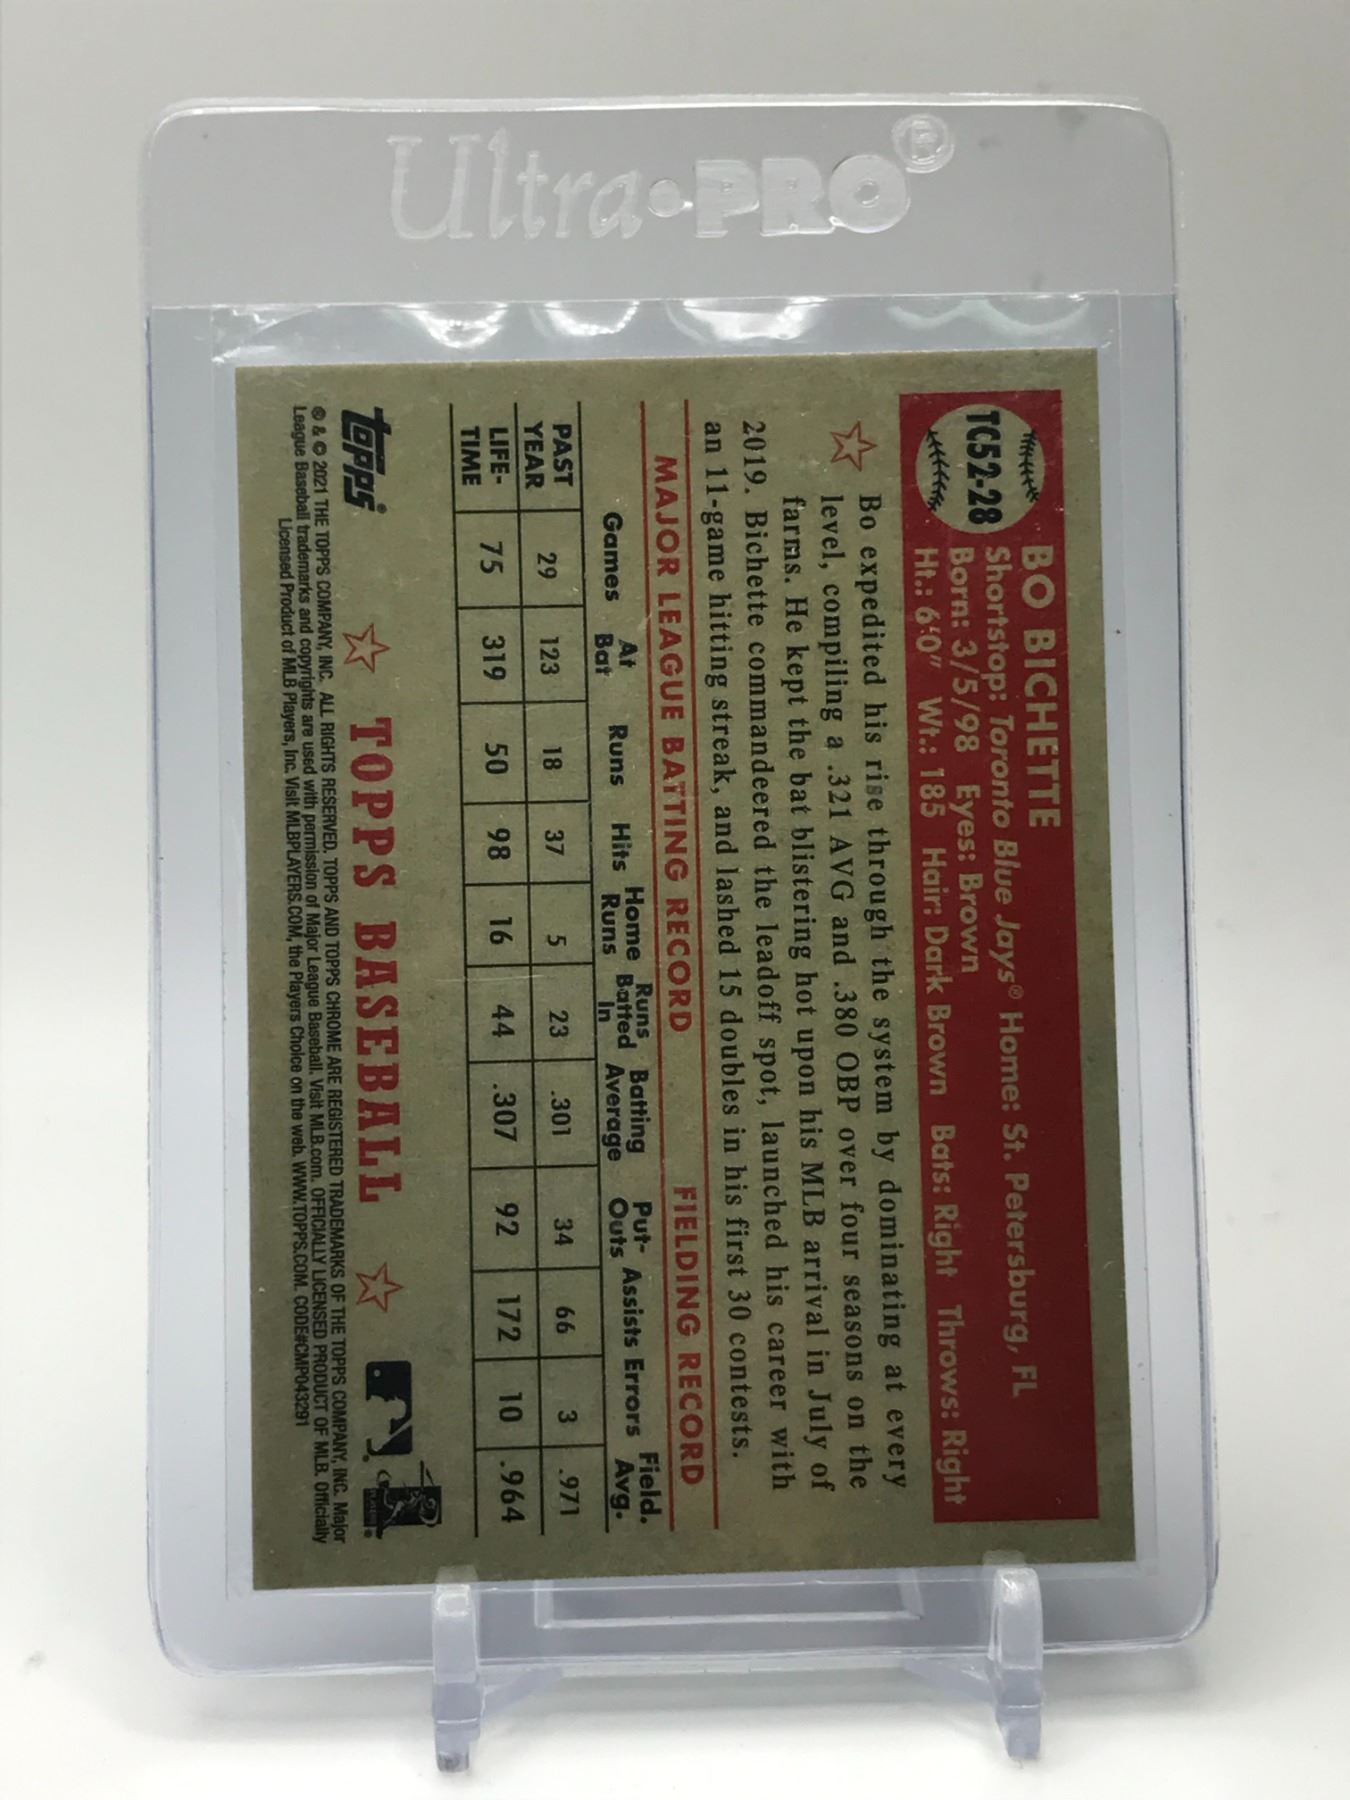 Ultra•PRO®
TC52-28
BO BICHETTE
Shortstop: Toronto Blue Jays® Home: St. Petersburg, FL
Born: 3/5/98 Eyes: Brown
Ht.: 6'0" Wt.: 185 Hair: Dark Brown Bats: Right Throws: Right
Bo expedited his rise through the system by dominating at every
level, compiling a .321 AVG and .380 OBP over four seasons on the
farms. He kept the bat blistering hot upon his MLB arrival in July of
2019. Bichette commandeered the leadoff spot, launched his career with
an 11-game hitting streak, and lashed 15 doubles in his first 30 contests.
MAJOR LEAGUE BATTING RECORD FIELDING RECORD
Games At Bat Runs Hits Home Runs Runs Batted In Batting Average Put-Outs Assists Errors Field. Avg.
PAST YEAR 29 123 18 37 5 23 .301 34 66 3 .971
LIFE-TIME 75 319 50 98 16 44 .307 92 172 10 .964
topps®
TOPPS BASEBALL
® & © 2021 THE TOPPS COMPANY, INC. ALL RIGHTS RESERVED. TOPPS AND TOPPS CHROME ARE REGISTERED TRADEMARKS OF THE TOPPS COMPANY, INC. Major
League Baseball trademarks and copyrights are used with permission of Major League Baseball. Visit MLB.com. OFFICIALLY LICENSED PRODUCT OF MLB. Officially
Licensed Product of MLB Players, Inc. Visit MLBPLAYERS.COM, the Players Choice on the web. WWW.TOPPS.COM. CODE#CMP043291